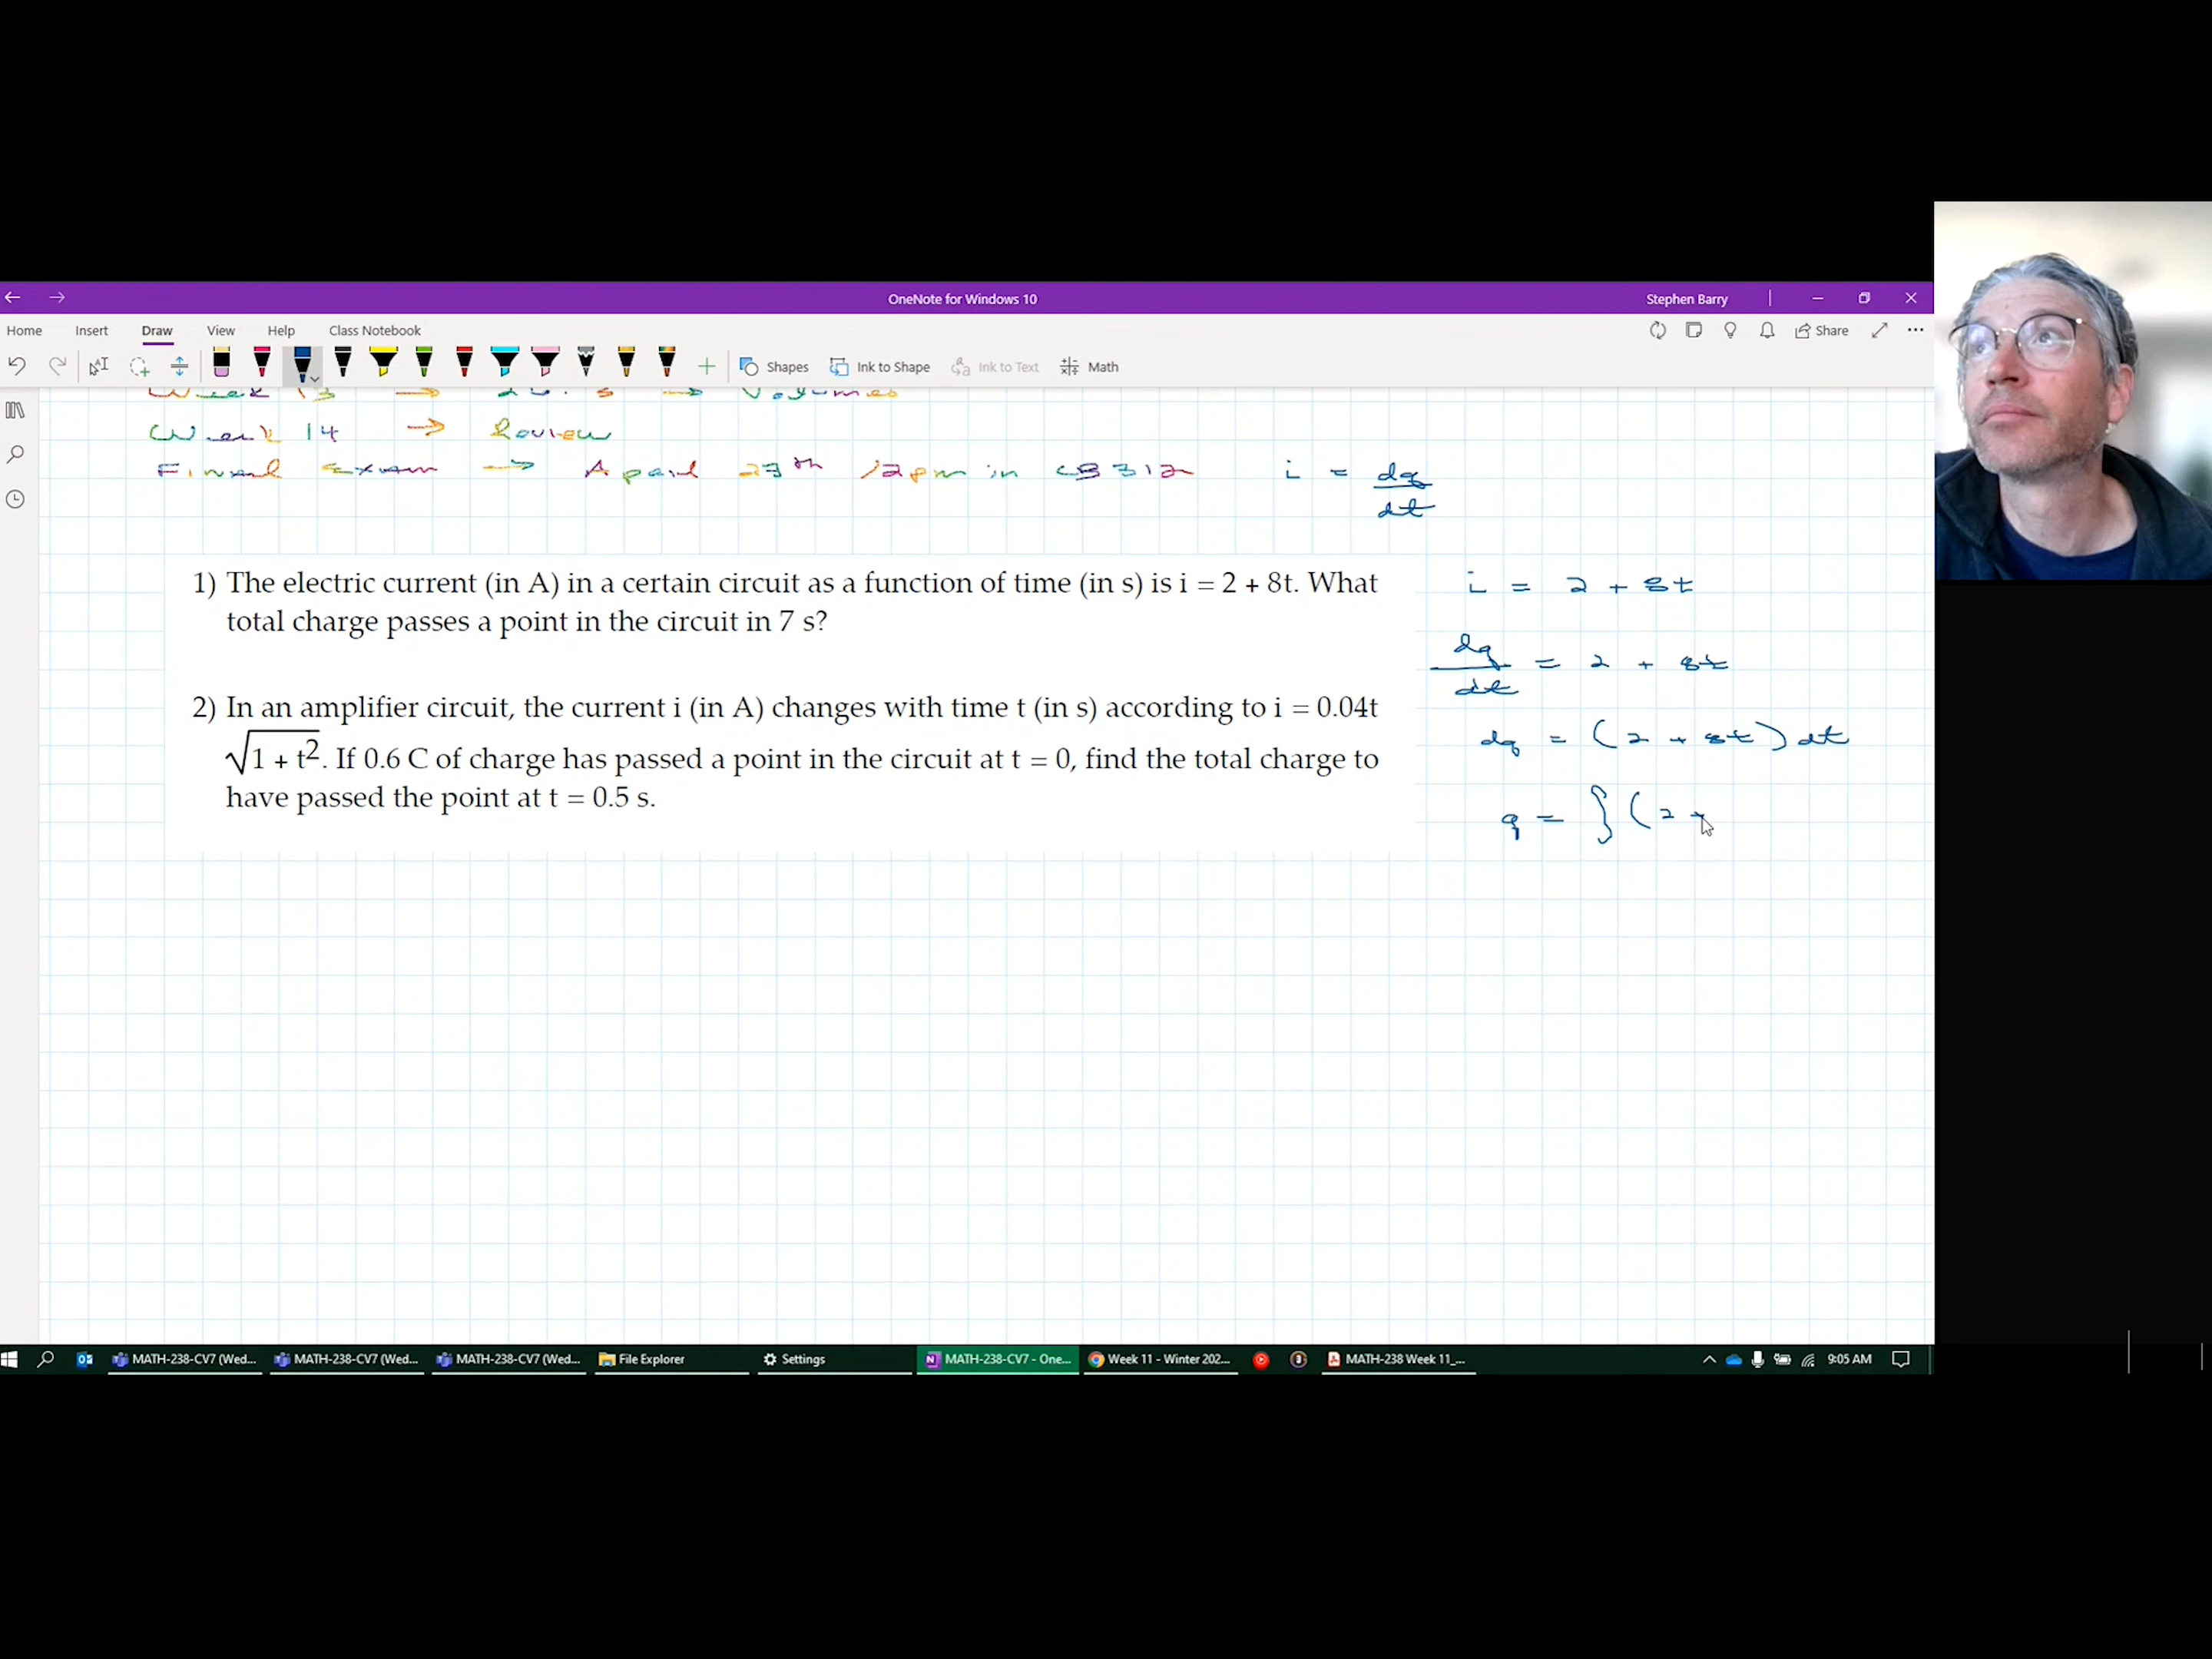 OneNote for Windows 10
Stephen Barry
Home Insert Draw View Help Class Notebook
Share
Shapes Ink to Shape Ink to Text Math
Week 13 → → Volumes
Week 14 → Review
Final exam → April 23th 12pm in CB312
i = dq/dt
1) The electric current (in A) in a certain circuit as a function of time (in s) is i = 2 + 8t. What
total charge passes a point in the circuit in 7 s?
2) In an amplifier circuit, the current i (in A) changes with time t (in s) according to i = 0.04t
√1 + t². If 0.6 C of charge has passed a point in the circuit at t = 0, find the total charge to
have passed the point at t = 0.5 s.
i = 2 + 8t
dq/dt = 2 + 8t
dq = (2 + 8t) dt
q = ∫ (2 +
MATH-238-CV7 (Wed... MATH-238-CV7 (Wed... MATH-238-CV7 (Wed... File Explorer Settings MATH-238-CV7 - One... Week 11 - Winter 202... MATH-238 Week 11_... 9:05 AM